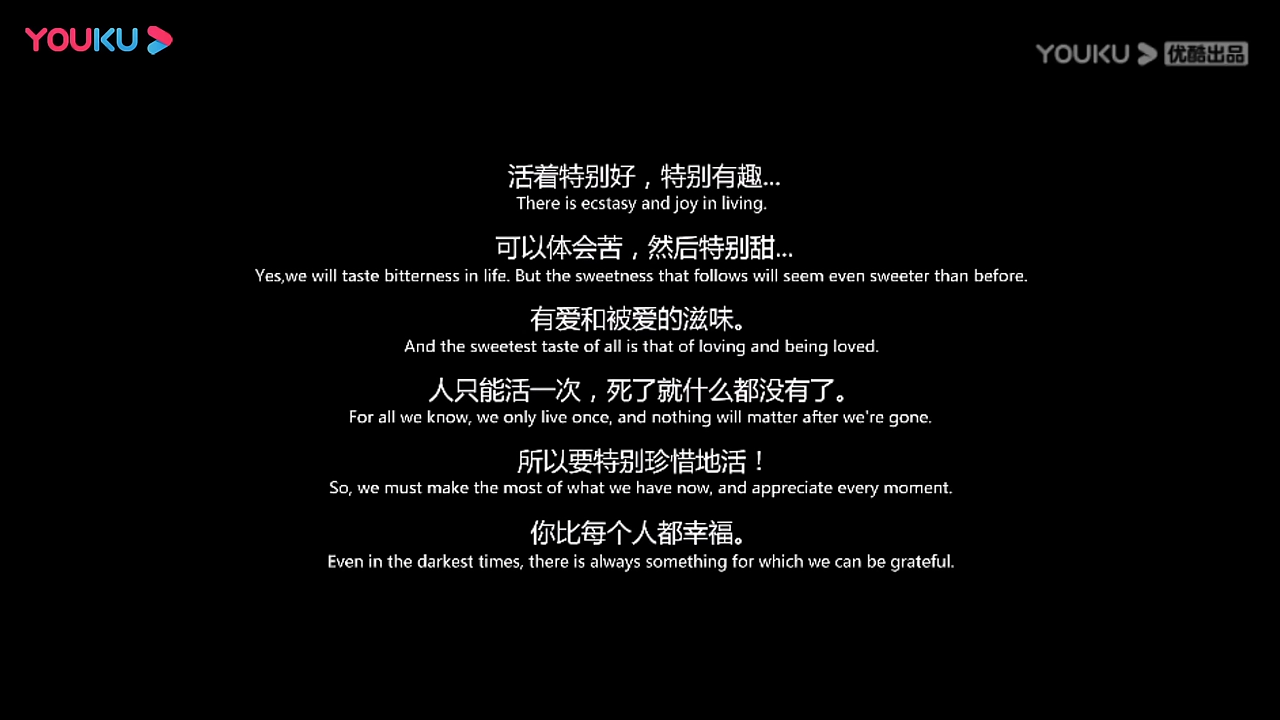 YOUKU
YOUKU 优酷出品
活着特别好，特别有趣...
There is ecstasy and joy in living.
可以体会苦，然后特别甜...
Yes,we will taste bitterness in life. But the sweetness that follows will seem even sweeter than before.
有爱和被爱的滋味。
And the sweetest taste of all is that of loving and being loved.
人只能活一次，死了就什么都没有了。
For all we know, we only live once, and nothing will matter after we're gone.
所以要特别珍惜地活！
So, we must make the most of what we have now, and appreciate every moment.
你比每个人都幸福。
Even in the darkest times, there is always something for which we can be grateful.